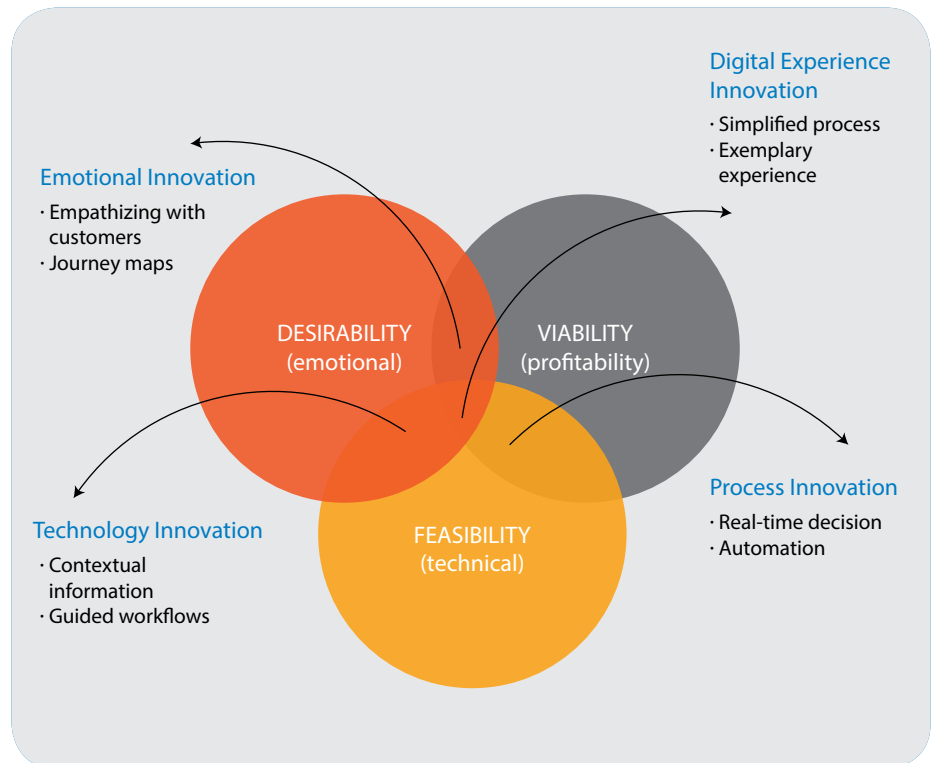 Digital Experience
Innovation
· Simplified process
· Exemplary
experience
Emotional Innovation
· Empathizing with
customers
· Journey maps
DESIRABILITY
(emotional)
VIABILITY
(profitability)
Technology Innovation
· Contextual
information
· Guided workflows
FEASIBILITY
(technical)
Process Innovation
· Real-time decision
· Automation